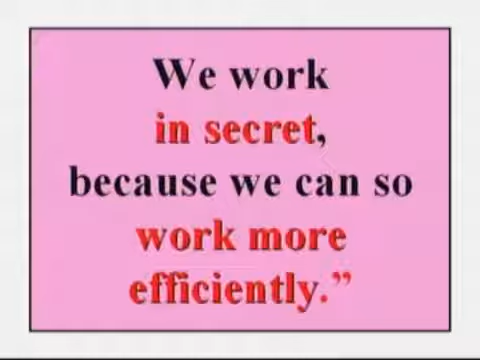 We work
in secret,
because we can so
work more
efficiently.”